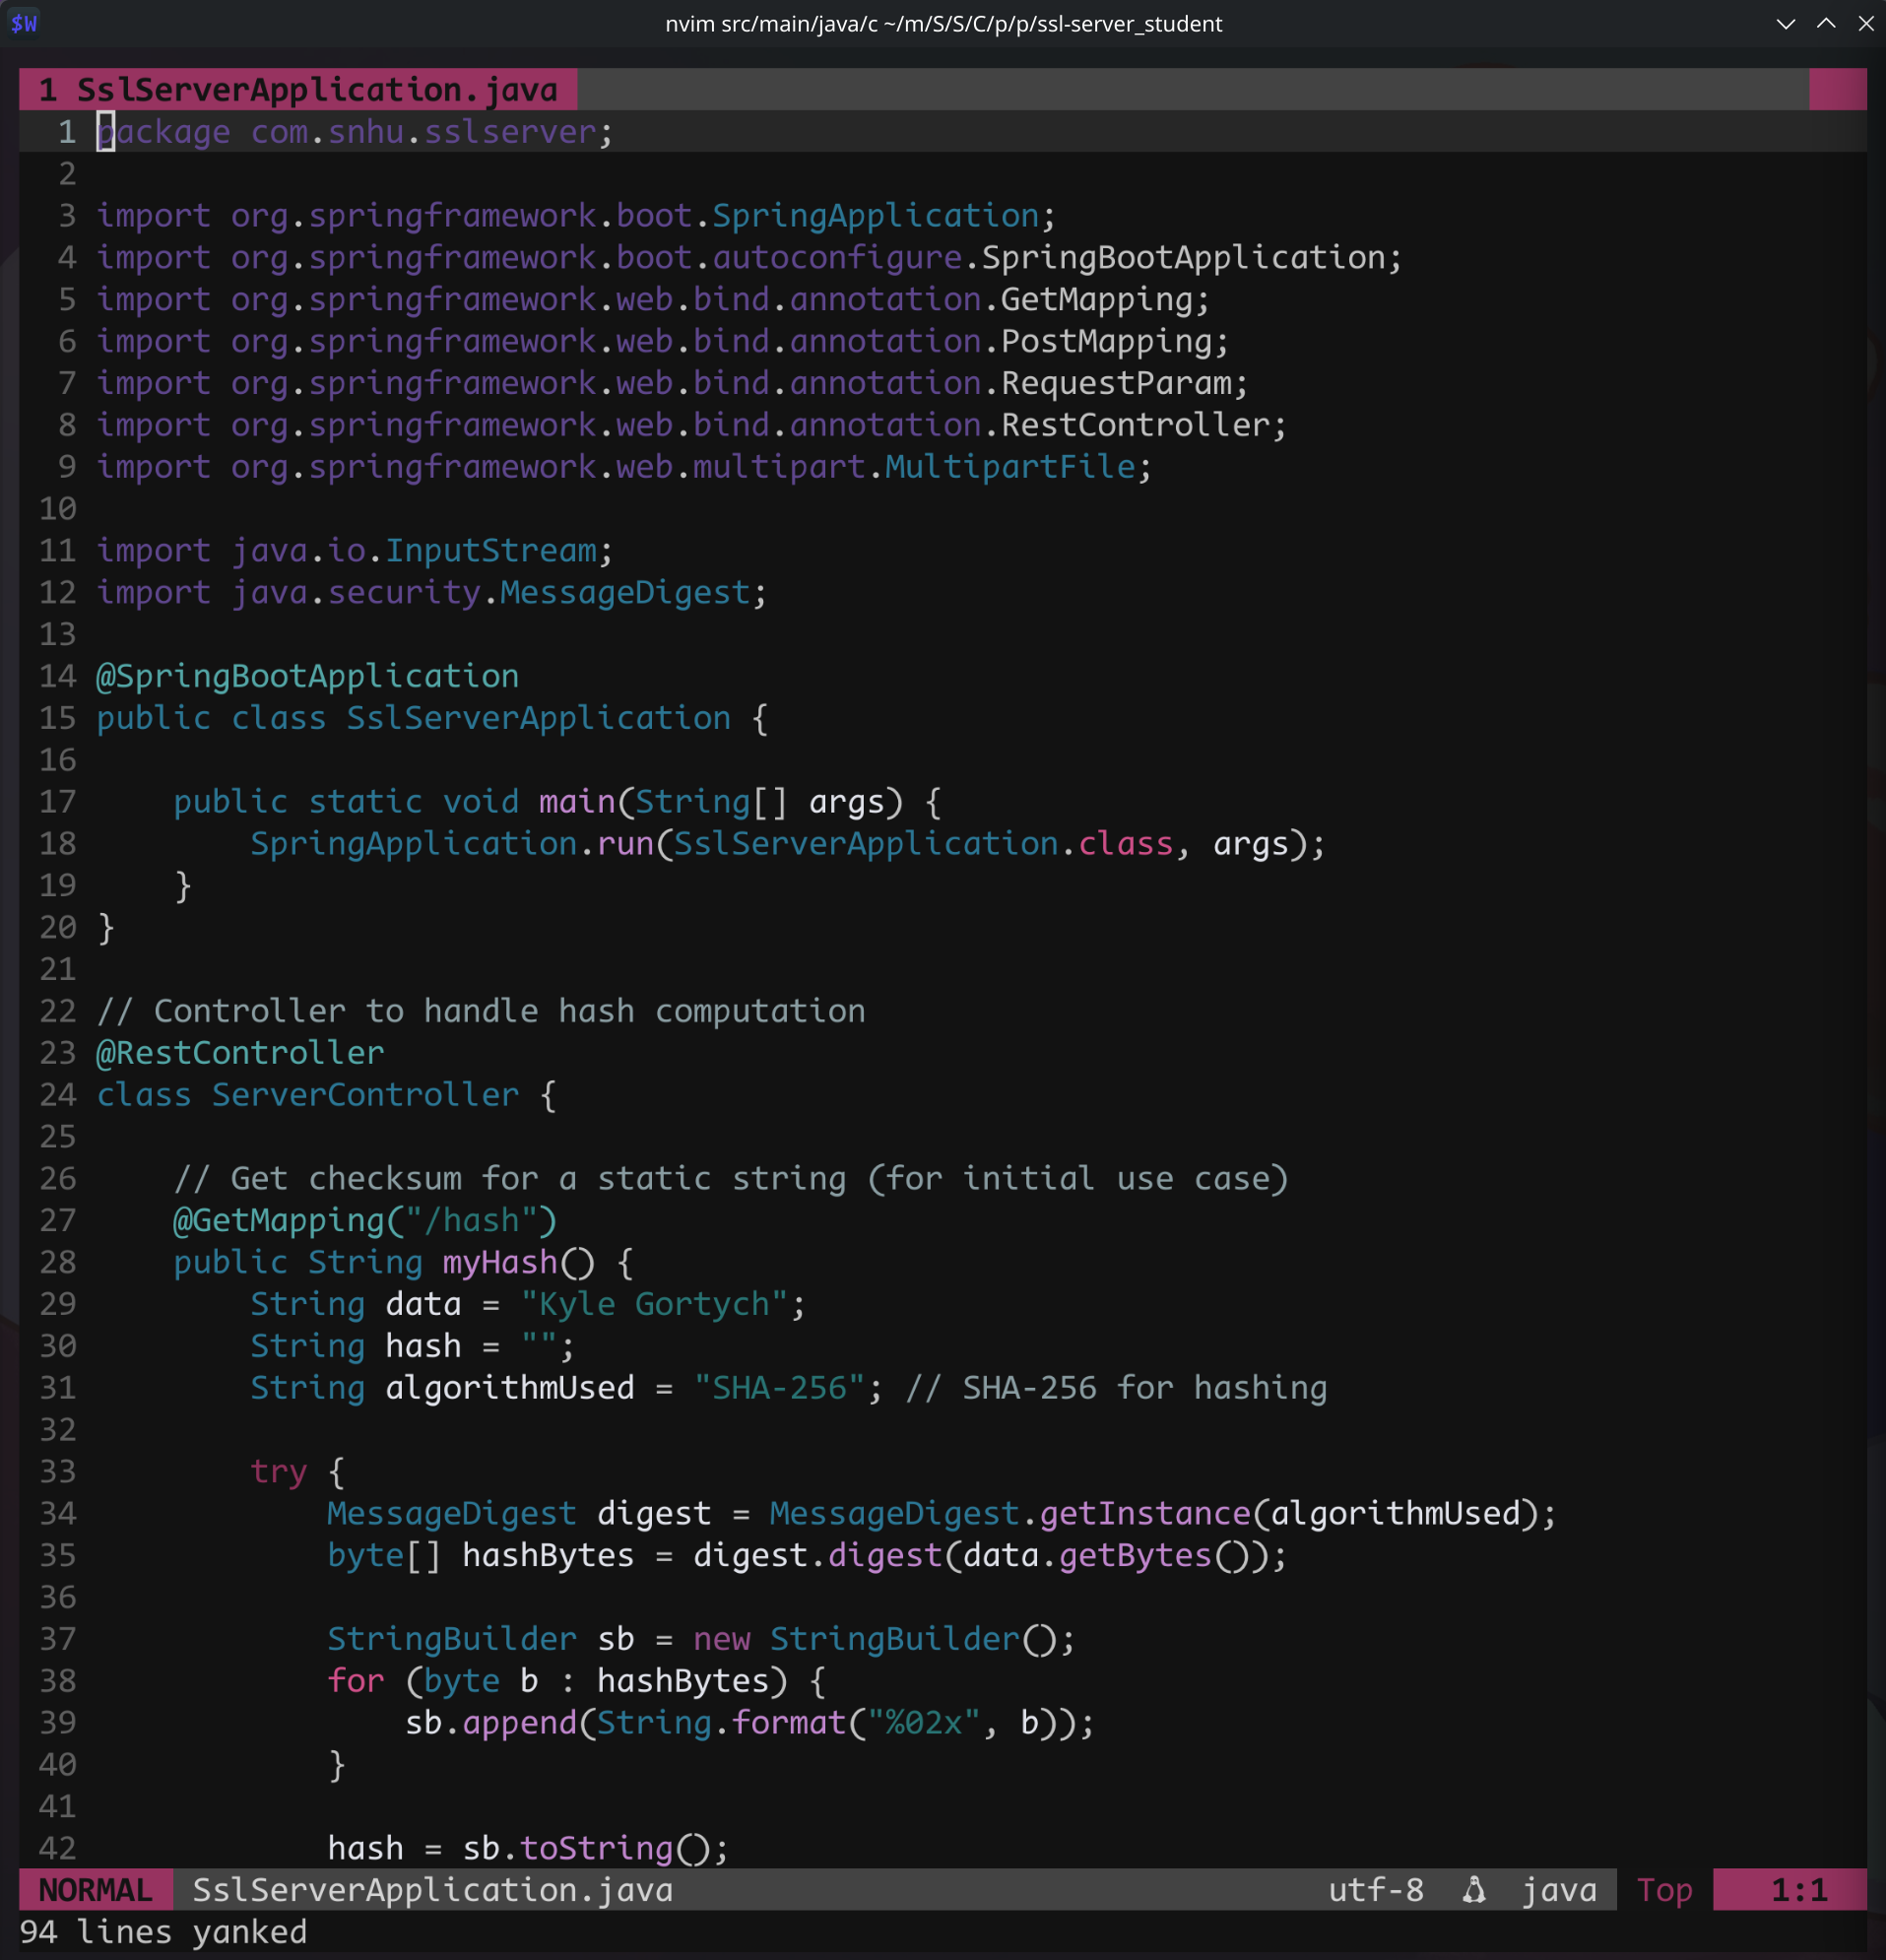 $W nvim src/main/java/c ~/m/S/S/C/p/p/ssl-server_student
1 SslServerApplication.java
1 package com.snhu.sslserver;
2
3 import org.springframework.boot.SpringApplication;
4 import org.springframework.boot.autoconfigure.SpringBootApplication;
5 import org.springframework.web.bind.annotation.GetMapping;
6 import org.springframework.web.bind.annotation.PostMapping;
7 import org.springframework.web.bind.annotation.RequestParam;
8 import org.springframework.web.bind.annotation.RestController;
9 import org.springframework.web.multipart.MultipartFile;
10
11 import java.io.InputStream;
12 import java.security.MessageDigest;
13
14 @SpringBootApplication
15 public class SslServerApplication {
16
17     public static void main(String[] args) {
18         SpringApplication.run(SslServerApplication.class, args);
19     }
20 }
21
22 // Controller to handle hash computation
23 @RestController
24 class ServerController {
25
26     // Get checksum for a static string (for initial use case)
27     @GetMapping("/hash")
28     public String myHash() {
29         String data = "Kyle Gortych";
30         String hash = "";
31         String algorithmUsed = "SHA-256"; // SHA-256 for hashing
32
33         try {
34             MessageDigest digest = MessageDigest.getInstance(algorithmUsed);
35             byte[] hashBytes = digest.digest(data.getBytes());
36
37             StringBuilder sb = new StringBuilder();
38             for (byte b : hashBytes) {
39                 sb.append(String.format("%02x", b));
40             }
41
42             hash = sb.toString();
NORMAL SslServerApplication.java utf-8 java Top 1:1
94 lines yanked